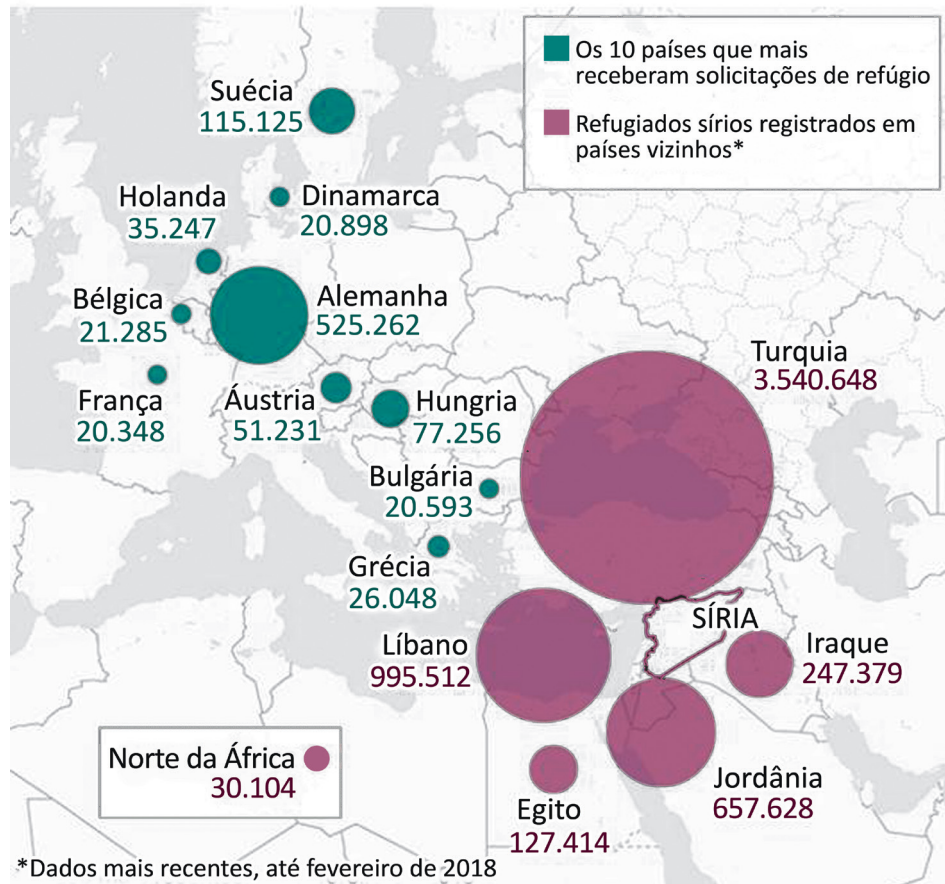 Os 10 países que mais
receberam solicitações de refúgio
Refugiados sírios registrados em
países vizinhos*
Suécia
115.125
Holanda
35.247
Dinamarca
20.898
Bélgica
21.285
Alemanha
525.262
França
20.348
Áustria
51.231
Hungria
77.256
Bulgária
20.593
Grécia
26.048
Turquia
3.540.648
SÍRIA
Líbano
995.512
Iraque
247.379
Jordânia
657.628
Egito
127.414
Norte da África
30.104
*Dados mais recentes, até fevereiro de 2018